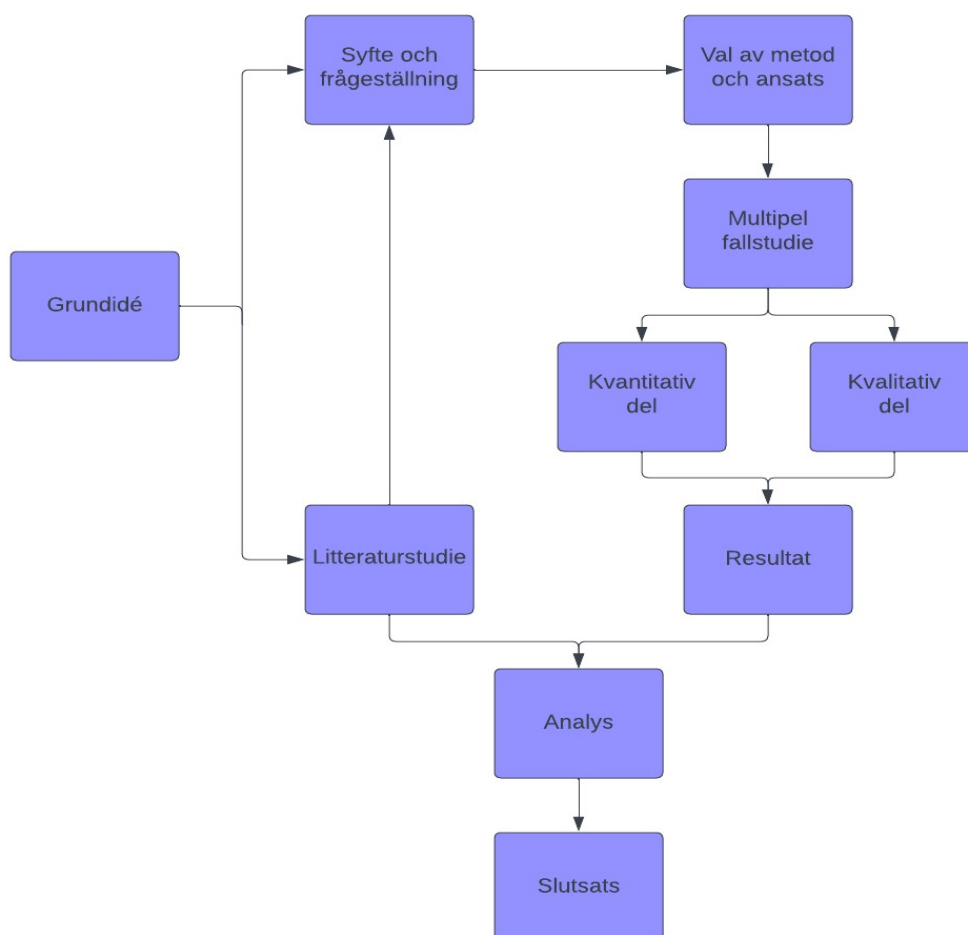 Syfte och
frågeställning
Val av metod
och ansats
Multipel
fallstudie
Grundidé
Kvantitativ
del
Kvalitativ
del
Litteraturstudie
Resultat
Analys
Slutsats